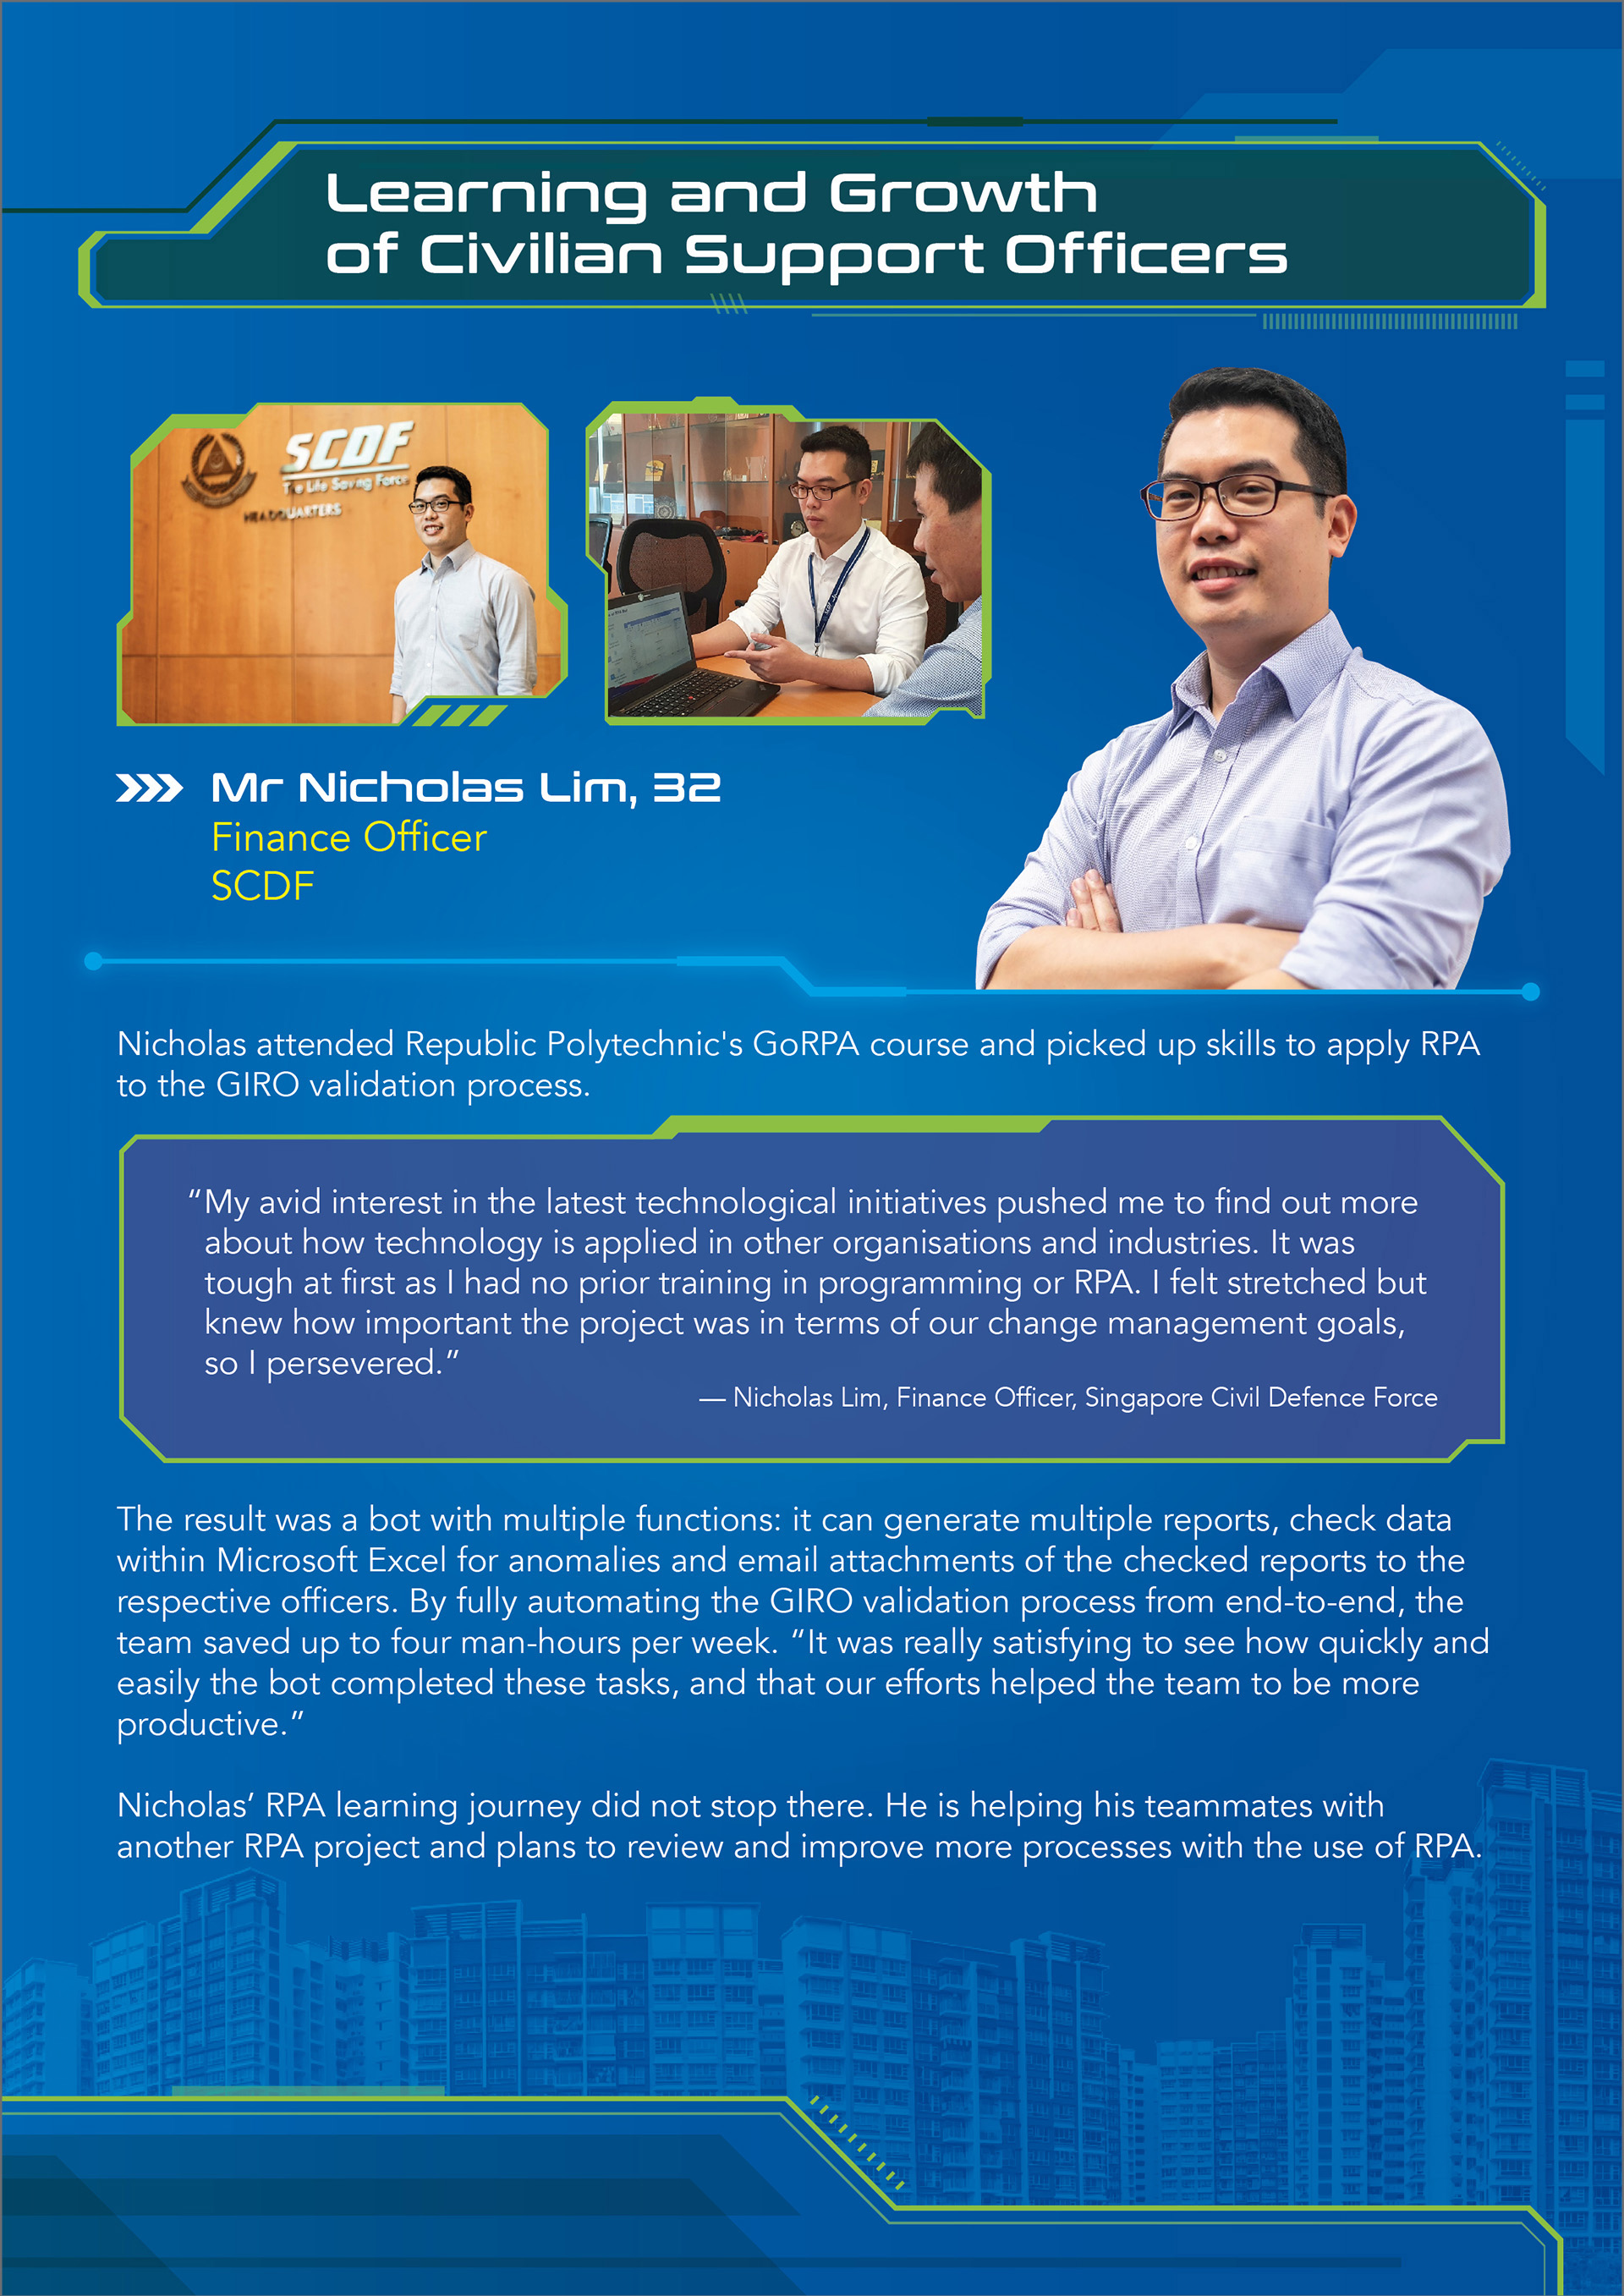 Learning and Growth
of Civilian Support Officers
SCDF
The Life Saving Force
HEADQUARTERS
Mr Nicholas Lim, 32
Finance Officer
SCDF
Nicholas attended Republic Polytechnic's GoRPA course and picked up skills to apply RPA
to the GIRO validation process.
“My avid interest in the latest technological initiatives pushed me to find out more
about how technology is applied in other organisations and industries. It was
tough at first as I had no prior training in programming or RPA. I felt stretched but
knew how important the project was in terms of our change management goals,
so I persevered.”
— Nicholas Lim, Finance Officer, Singapore Civil Defence Force
The result was a bot with multiple functions: it can generate multiple reports, check data
within Microsoft Excel for anomalies and email attachments of the checked reports to the
respective officers. By fully automating the GIRO validation process from end-to-end, the
team saved up to four man-hours per week. “It was really satisfying to see how quickly and
easily the bot completed these tasks, and that our efforts helped the team to be more
productive.”
Nicholas’ RPA learning journey did not stop there. He is helping his teammates with
another RPA project and plans to review and improve more processes with the use of RPA.